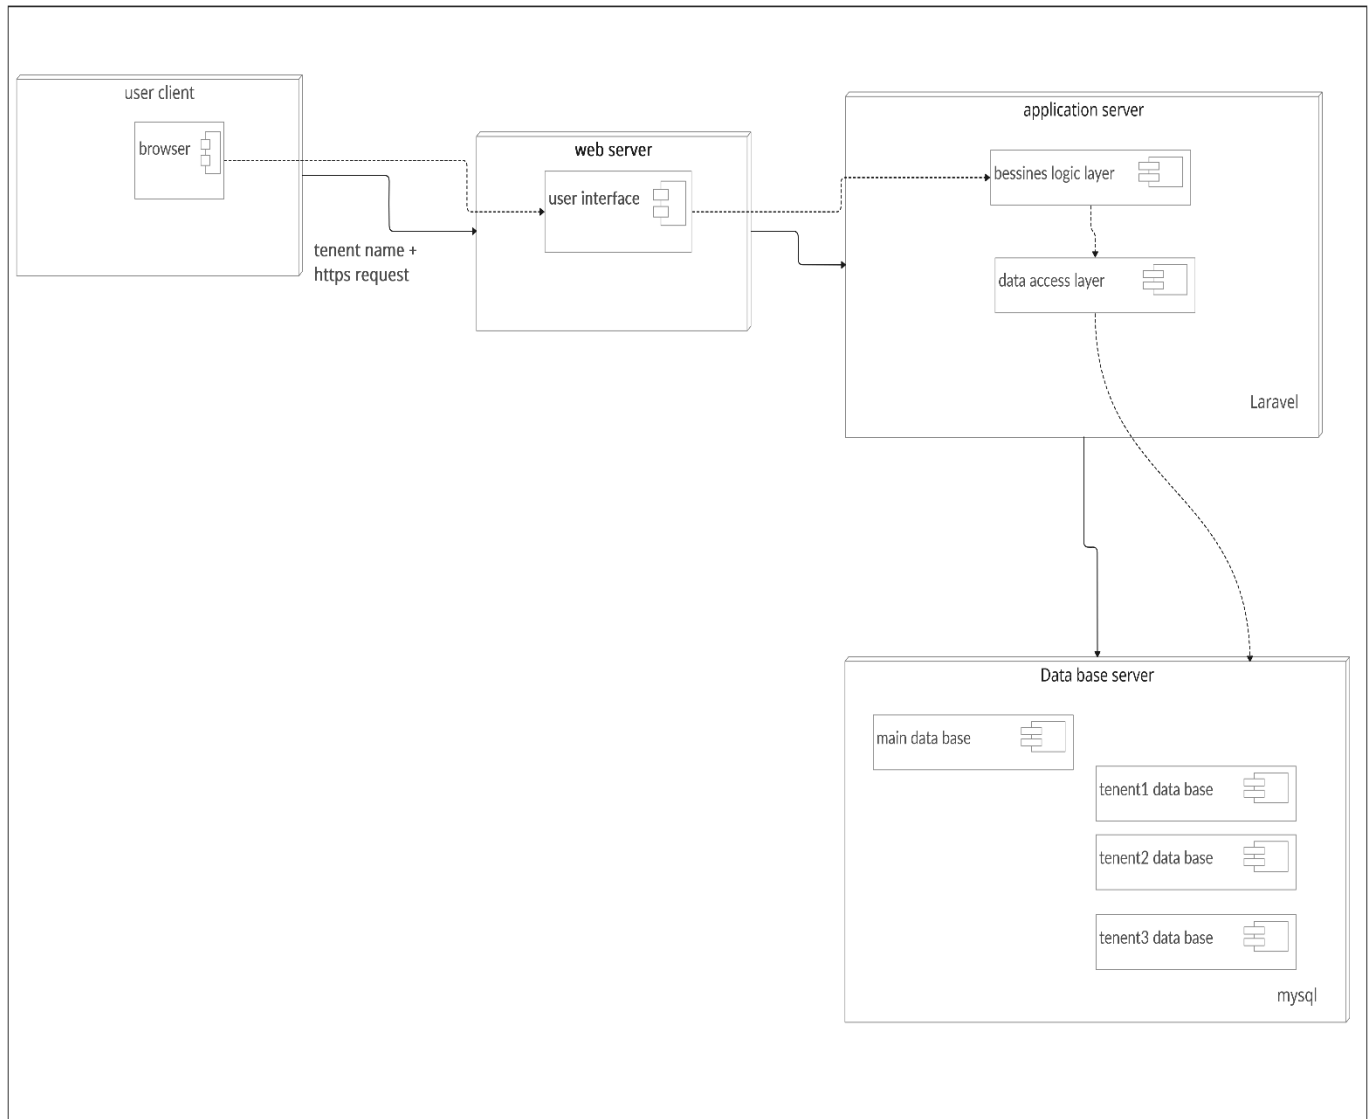 user client
browser
tenent name +
https request
web server
user interface
application server
bessines logic layer
data access layer
Laravel
Data base server
main data base
tenent1 data base
tenent2 data base
tenent3 data base
mysql